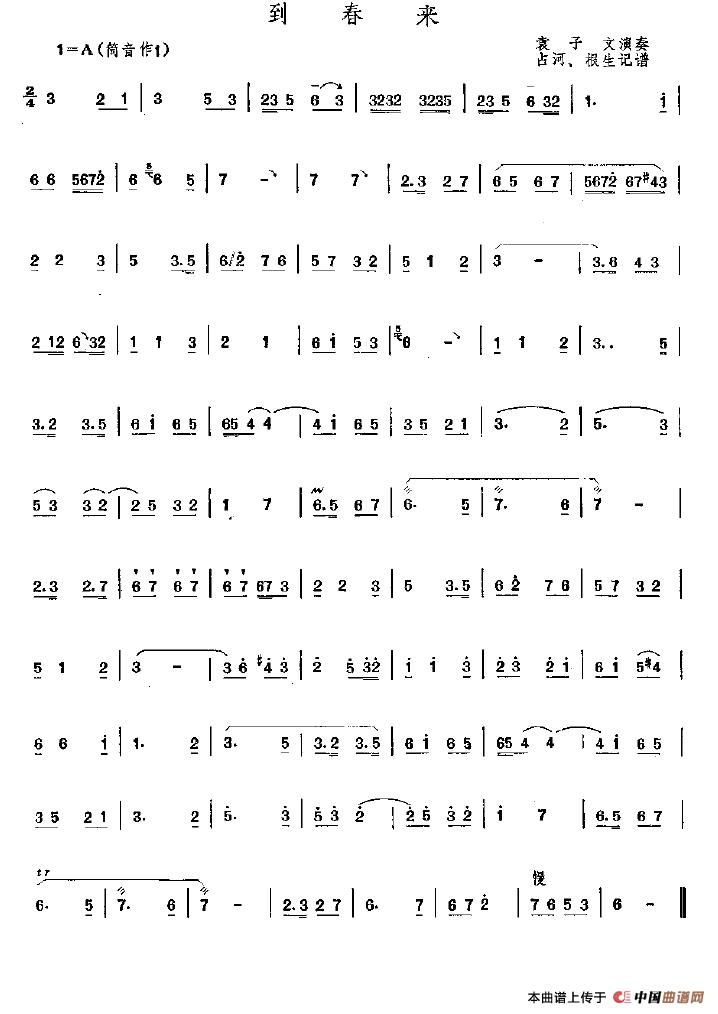 到 春 来
1=A(筒音作1)
袁 子 文演奏
占河、根生记谱
2/4 3 2 1 | 3 5 3 | 23 5 6 3 | 3232 3235 | 23 5 6 32 | 1. i |
6 6 5672 | 6 6 5 | 7 - | 7 7 | 2.3 2 7 | 6 5 6 7 | 5672 67#43 |
2 2 3 | 5 3.5 | 6/2 7 6 | 5 7 3 2 | 5 1 2 | 3 - | 3.6 4 3 |
2 12 6 32 | 1 1 3 | 2 1 | 6 i 5 3 | 6 - | 1 1 2 | 3.. 5 |
3.2 3.5 | 6 i 6 5 | 65 4 4 | 4 i 6 5 | 3 5 2 1 | 3. 2 | 5. 3 |
5 3 3 2 | 2 5 3 2 | 1 7 | 6.5 6 7 | 6. 5 | 7. 6 | 7 - |
2.3 2.7 | 6 7 6 7 | 6 7 67 3 | 2 2 3 | 5 3.5 | 6 2 7 6 | 5 7 3 2 |
5 1 2 | 3 - | 3 6 #4 3 | 2 5 32 | i i 3 | 2 3 2 i | 6 i 5 #4 |
6 6 i | 1. 2 | 3. 5 | 3.2 3.5 | 6 i 6 5 | 65 4 4 | 4 i 6 5 |
3 5 2 1 | 3. 2 | 5. 3 | 5 3 2 | 2 5 3 2 | i 7 | 6.5 6 7 |
tr
慢
6. 5 | 7. 6 | 7 - | 2.3 2 7 | 6. 7 | 6 7 2 | 7 6 5 3 | 6 - ||
本曲谱上传于 中国曲谱网